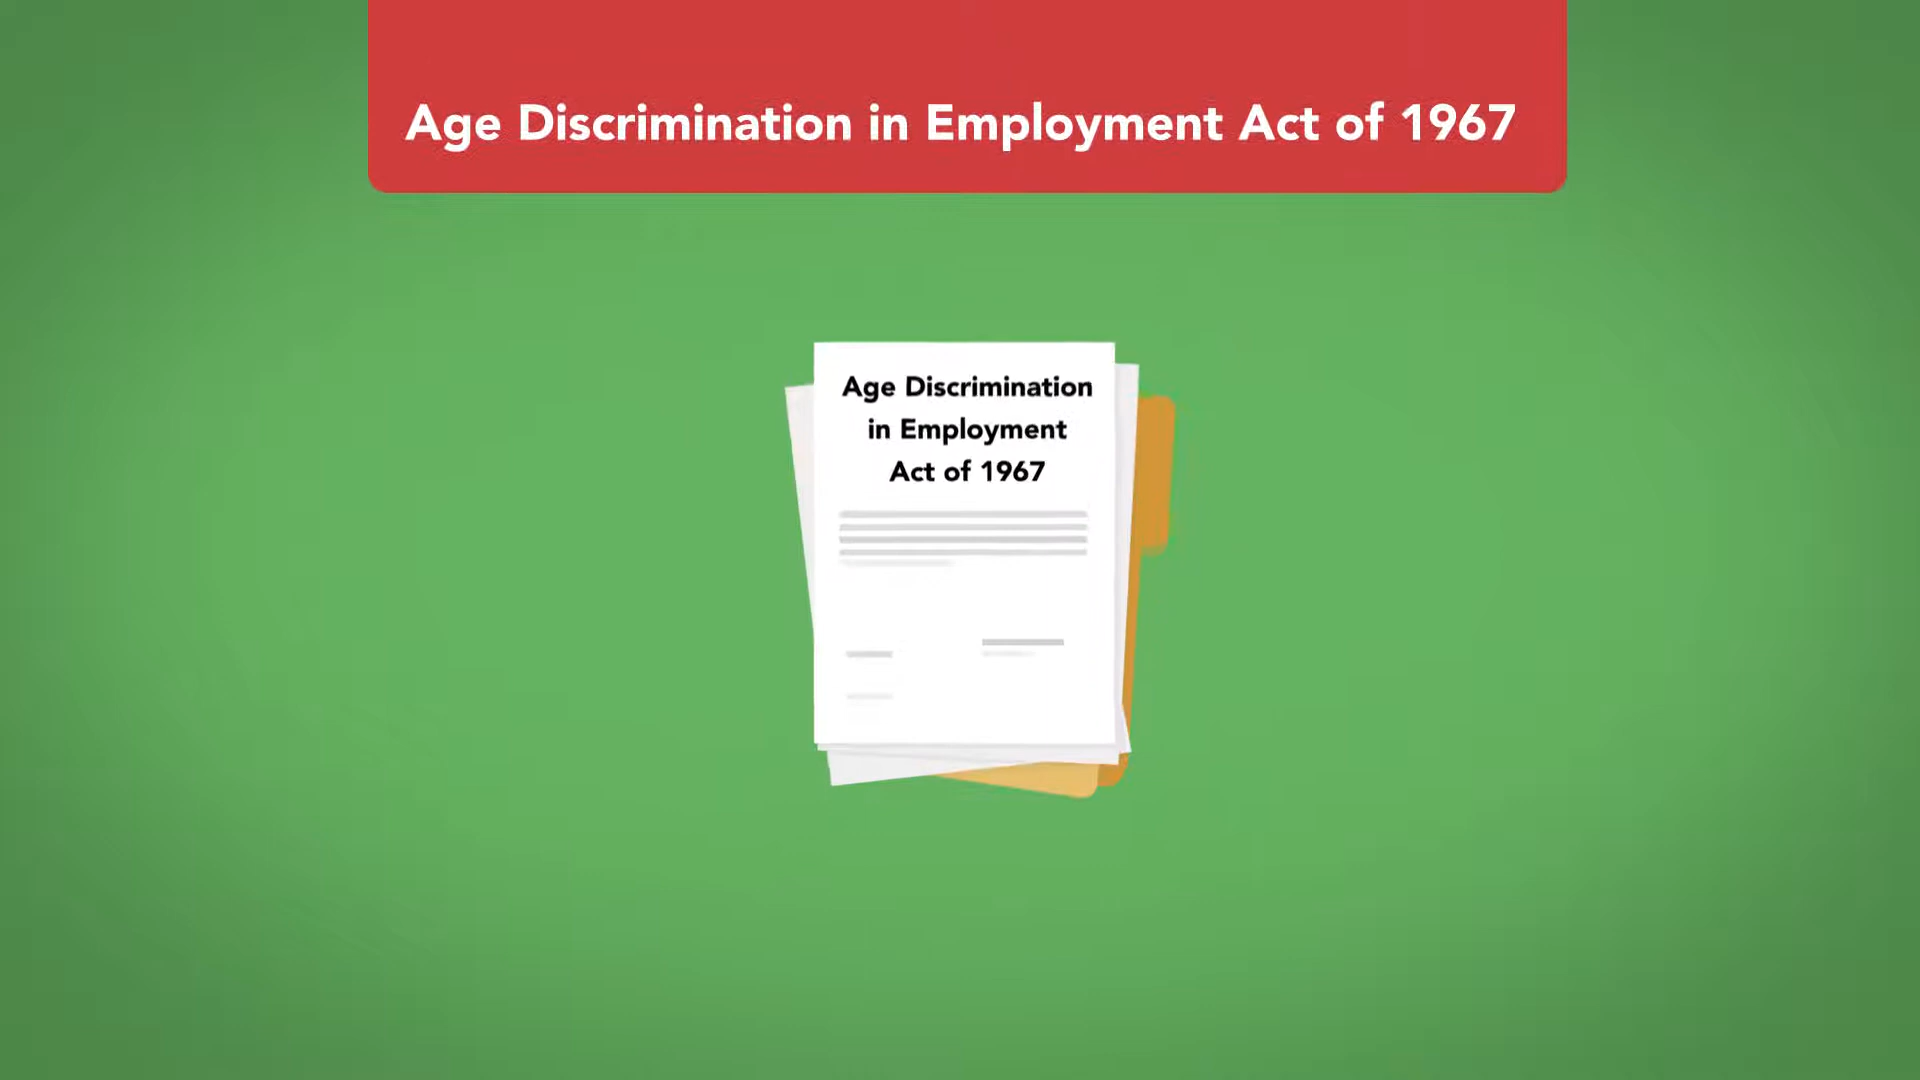 Age Discrimination in Employment Act of 1967
Age Discrimination
in Employment
Act of 1967